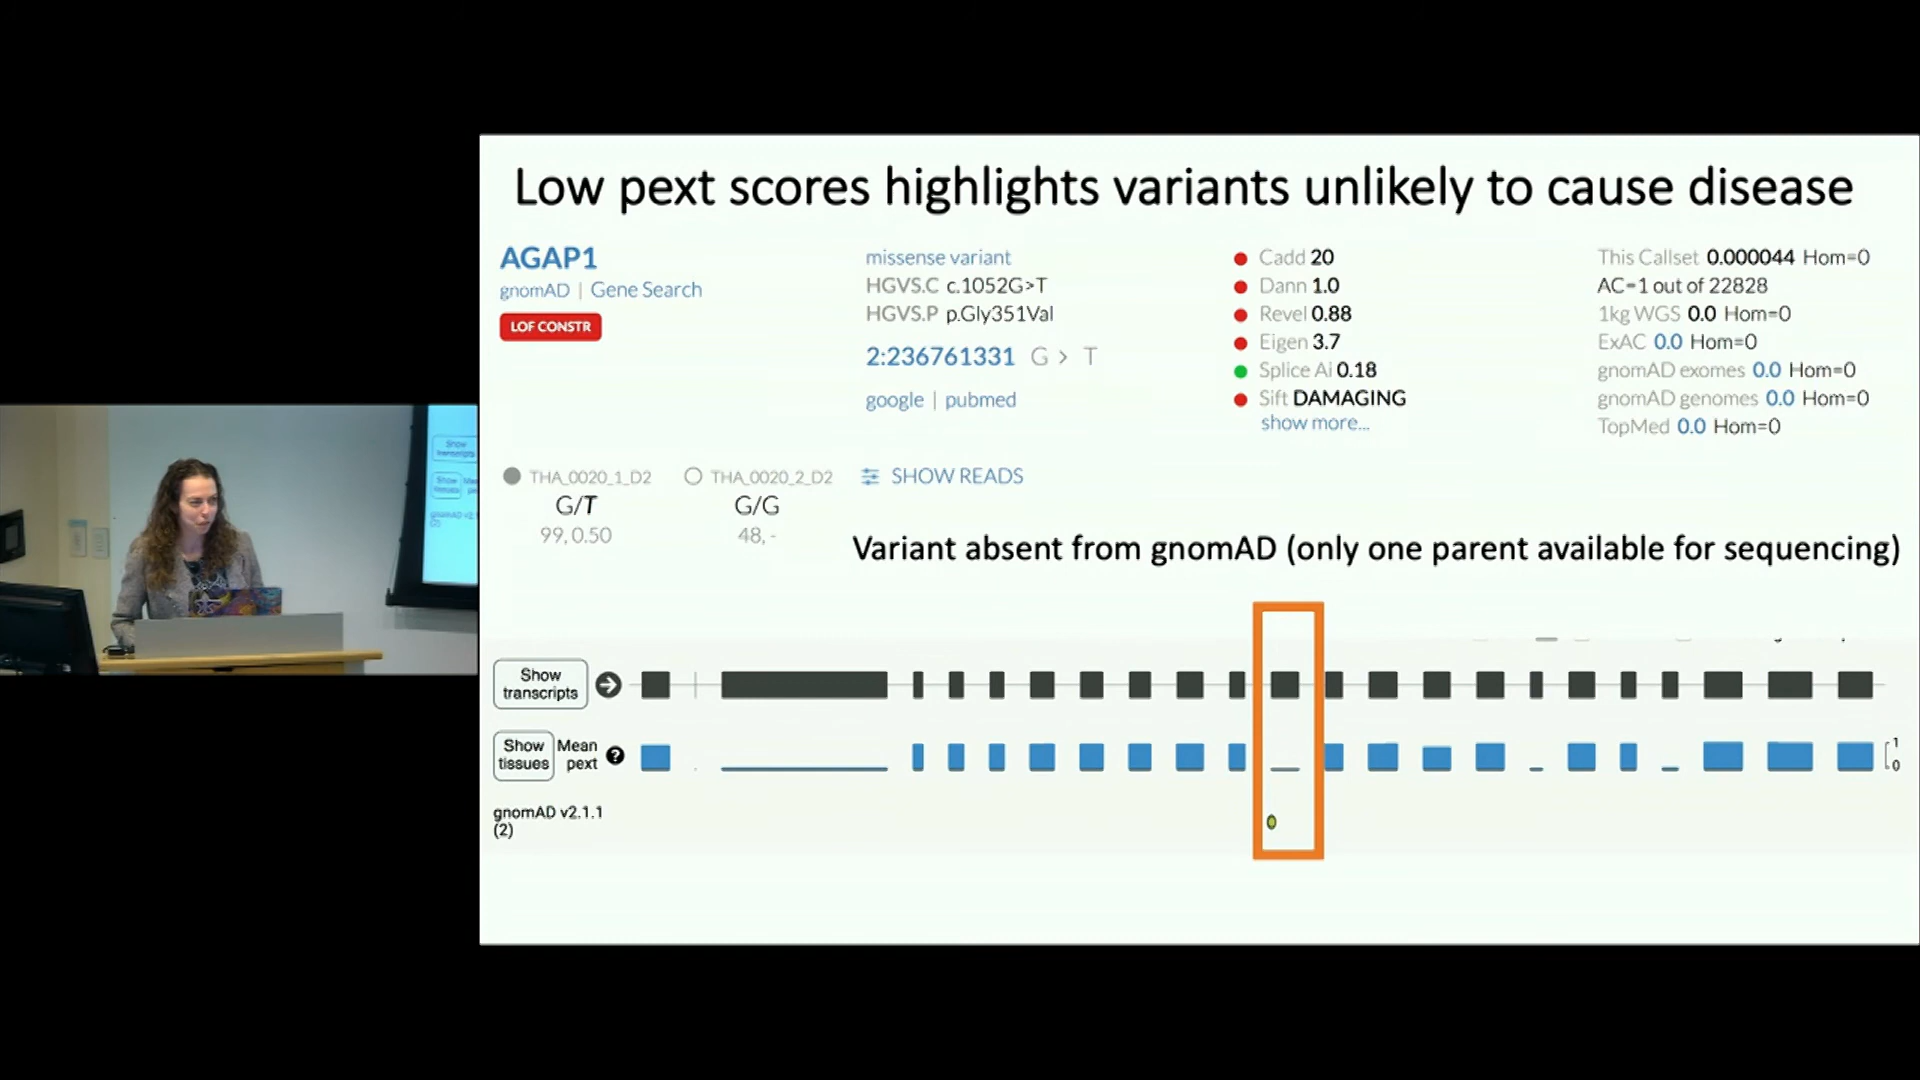 Low pext scores highlights variants unlikely to cause disease
AGAP1
gnomAD | Gene Search
LOF CONSTR
missense variant
HGVS.C c.1052G>T
HGVS.P p.Gly351Val
2:236761331 G > T
google | pubmed
Cadd 20
Dann 1.0
Revel 0.88
Eigen 3.7
Splice Ai 0.18
Sift DAMAGING
show more...
This Callset 0.000044 Hom=0
AC=1 out of 22828
1kg WGS 0.0 Hom=0
ExAC 0.0 Hom=0
gnomAD exomes 0.0 Hom=0
gnomAD genomes 0.0 Hom=0
TopMed 0.0 Hom=0
THA_0020_1_D2 THA_0020_2_D2 SHOW READS
G/T G/G
99, 0.50 48, -
Variant absent from gnomAD (only one parent available for sequencing)
Show
transcripts
Show
tissues
Mean
pext
?
1
0
gnomAD v2.1.1
(2)
Show
transcripts
Show